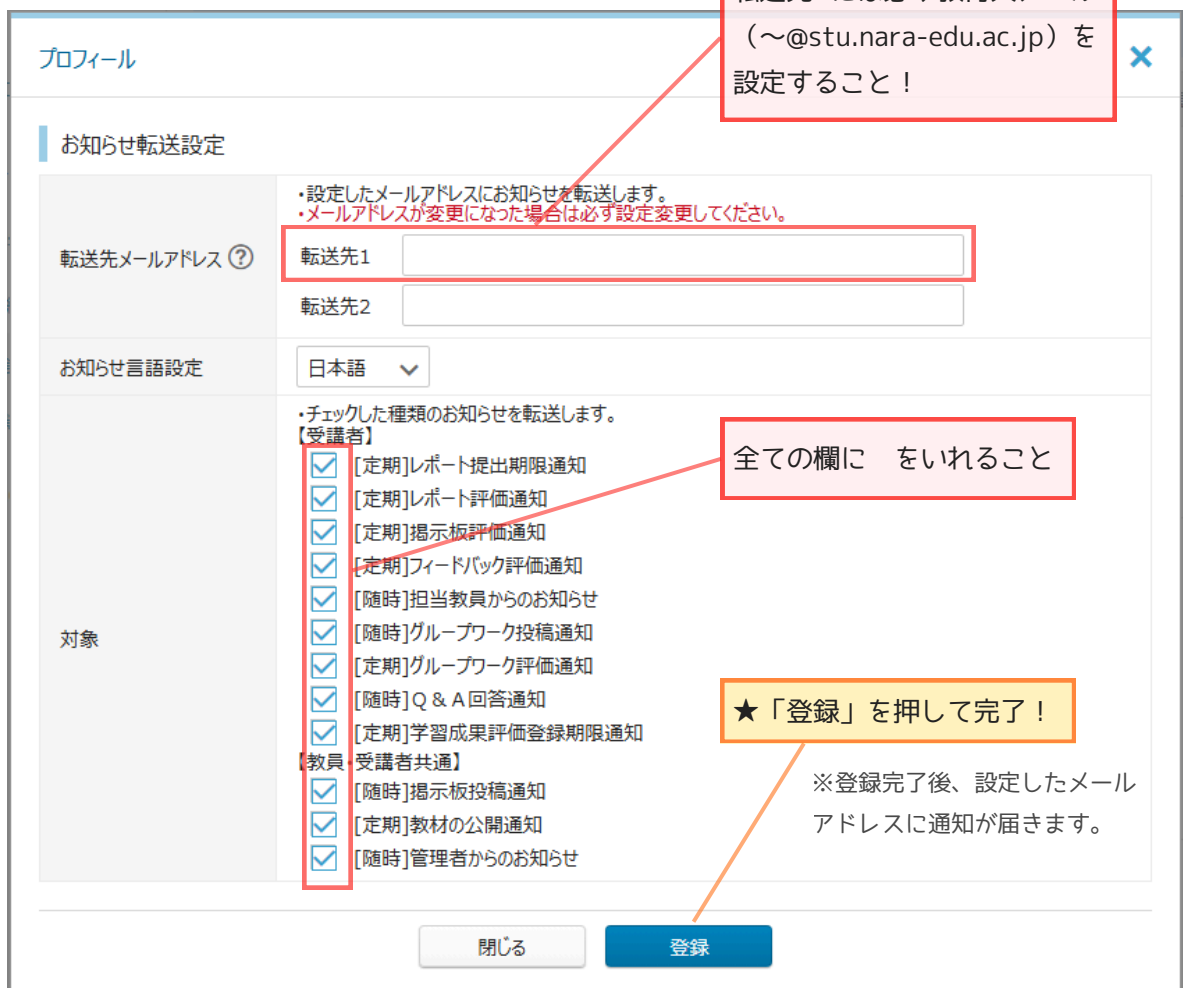 （～@stu.nara-edu.ac.jp）を
設定すること！
プロフィール
お知らせ転送設定
・設定したメールアドレスにお知らせを転送します。
・メールアドレスが変更になった場合は必ず設定変更してください。
転送先メールアドレス ?
転送先1
転送先2
お知らせ言語設定
日本語
・チェックした種類のお知らせを転送します。
【受講者】
[定期]レポート提出期限通知
[定期]レポート評価通知
[定期]掲示板評価通知
[定期]フィードバック評価通知
[随時]担当教員からのお知らせ
[随時]グループワーク投稿通知
[定期]グループワーク評価通知
[随時]Ｑ＆Ａ回答通知
[定期]学習成果評価登録期限通知
【教員・受講者共通】
[随時]掲示板投稿通知
[定期]教材の公開通知
[随時]管理者からのお知らせ
対象
全ての欄に　をいれること
★「登録」を押して完了！
※登録完了後、設定したメール
アドレスに通知が届きます。
閉じる
登録